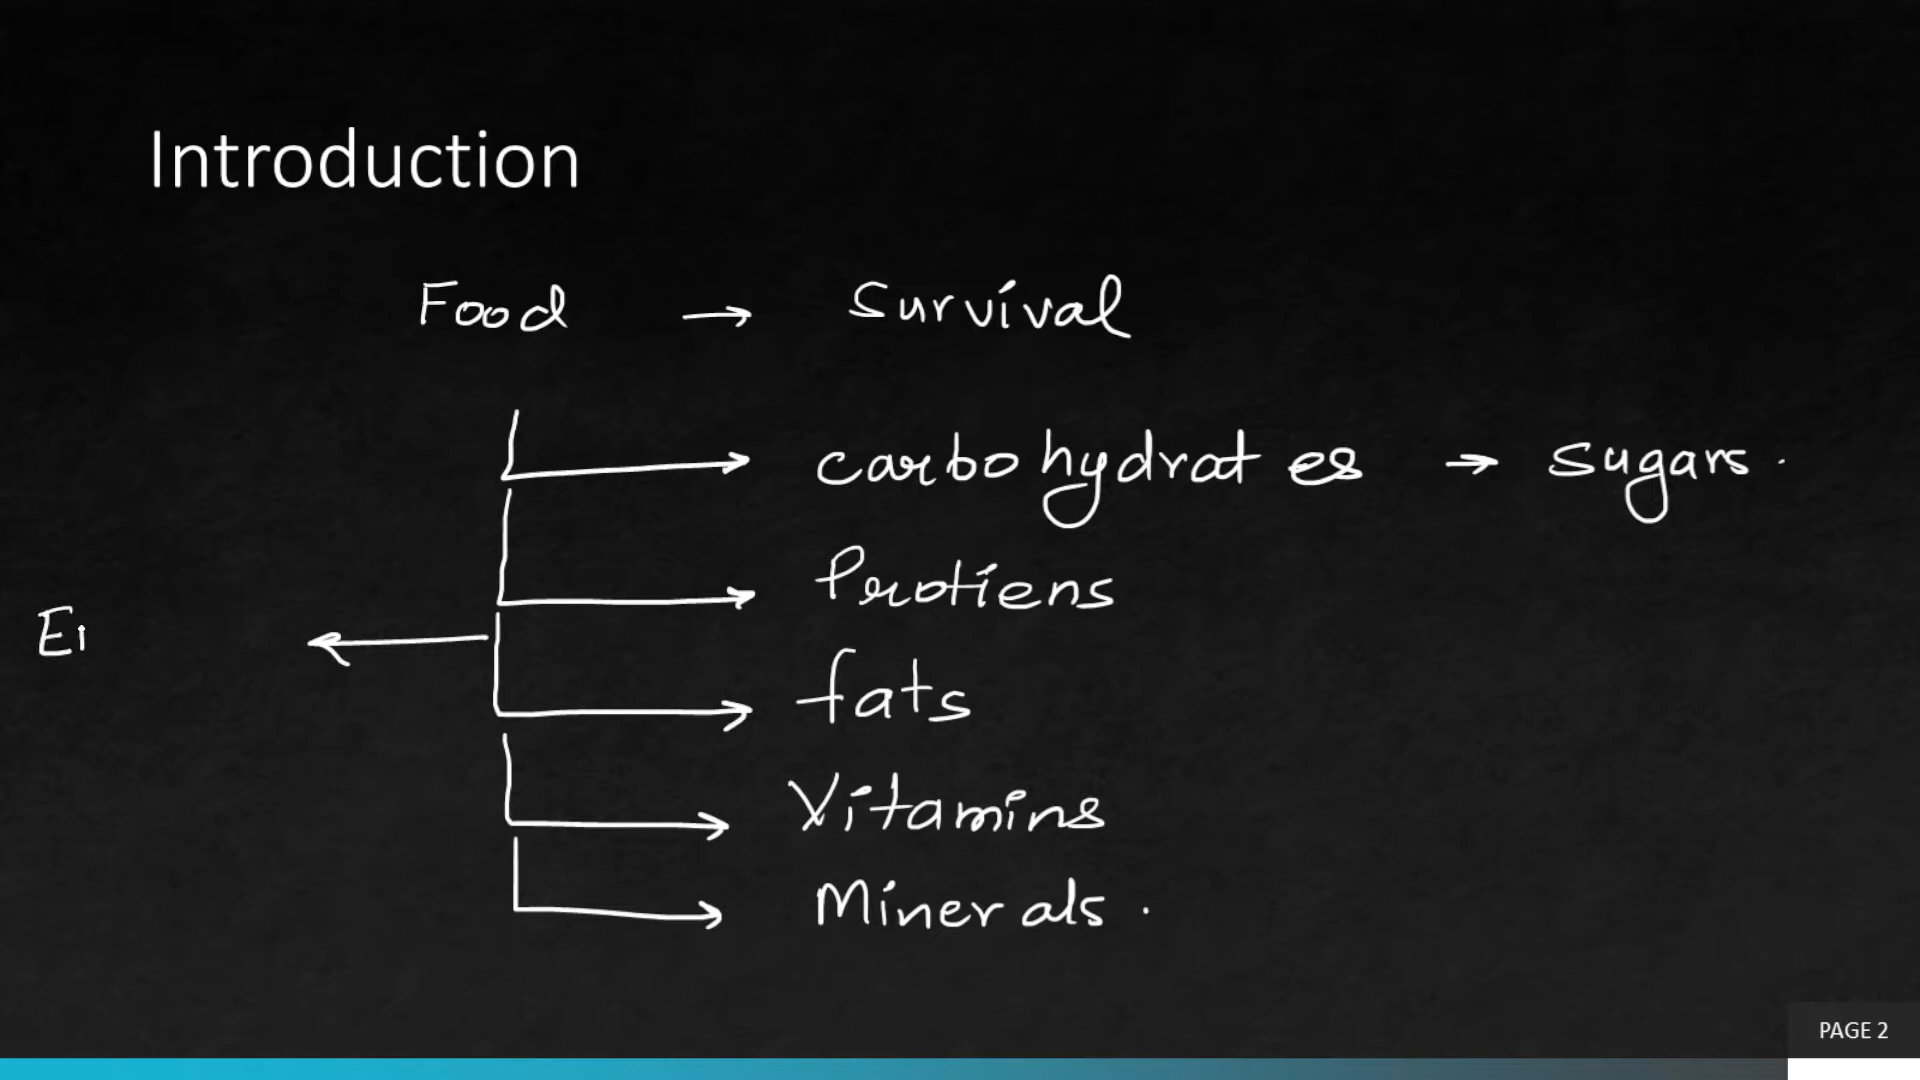 Introduction
Food → Survival
carbohydrates → sugars.
Protiens
Ei ←
fats
Vitamins
Minerals.
PAGE 2